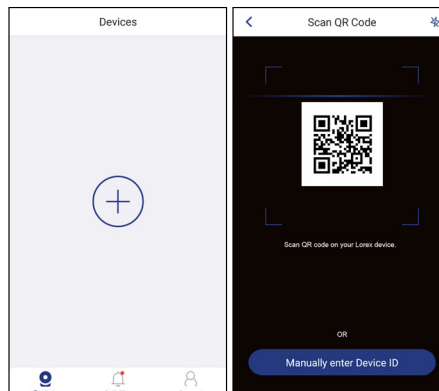 Devices
Scan QR Code
Scan QR code on your Lorex device.
OR
Manually enter Device ID